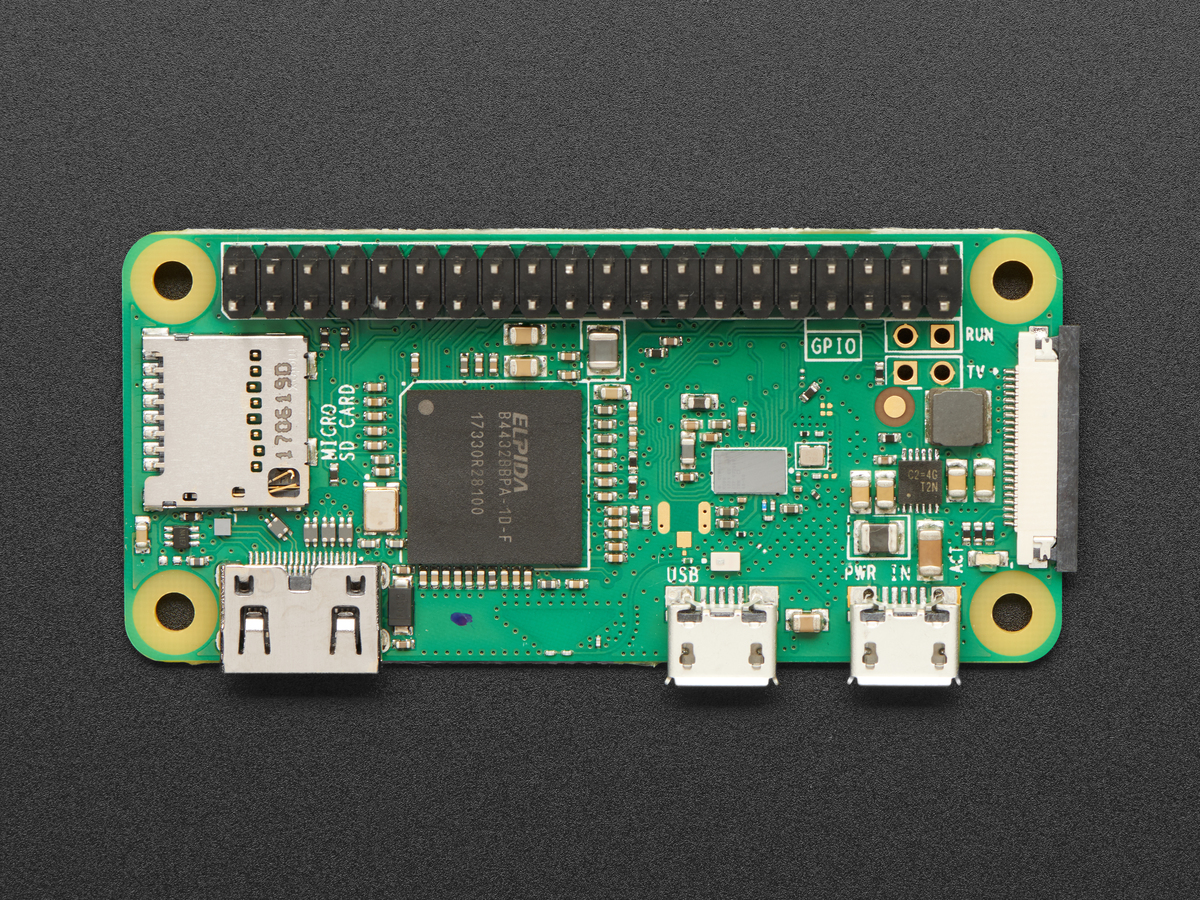 GPIO
RUN
TV
170619D
MICRO
SD CARD
ELPIDA
B4432BBPA-1D-F
17330R28100
C2=4G
T2N
USB
PWR IN
ACT